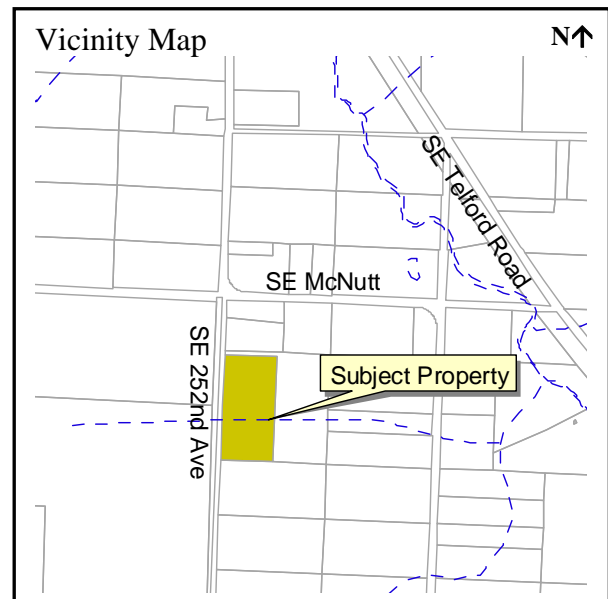 Vicinity Map
N↑
SE Telford Road
SE McNutt
SE 252nd Ave
Subject Property